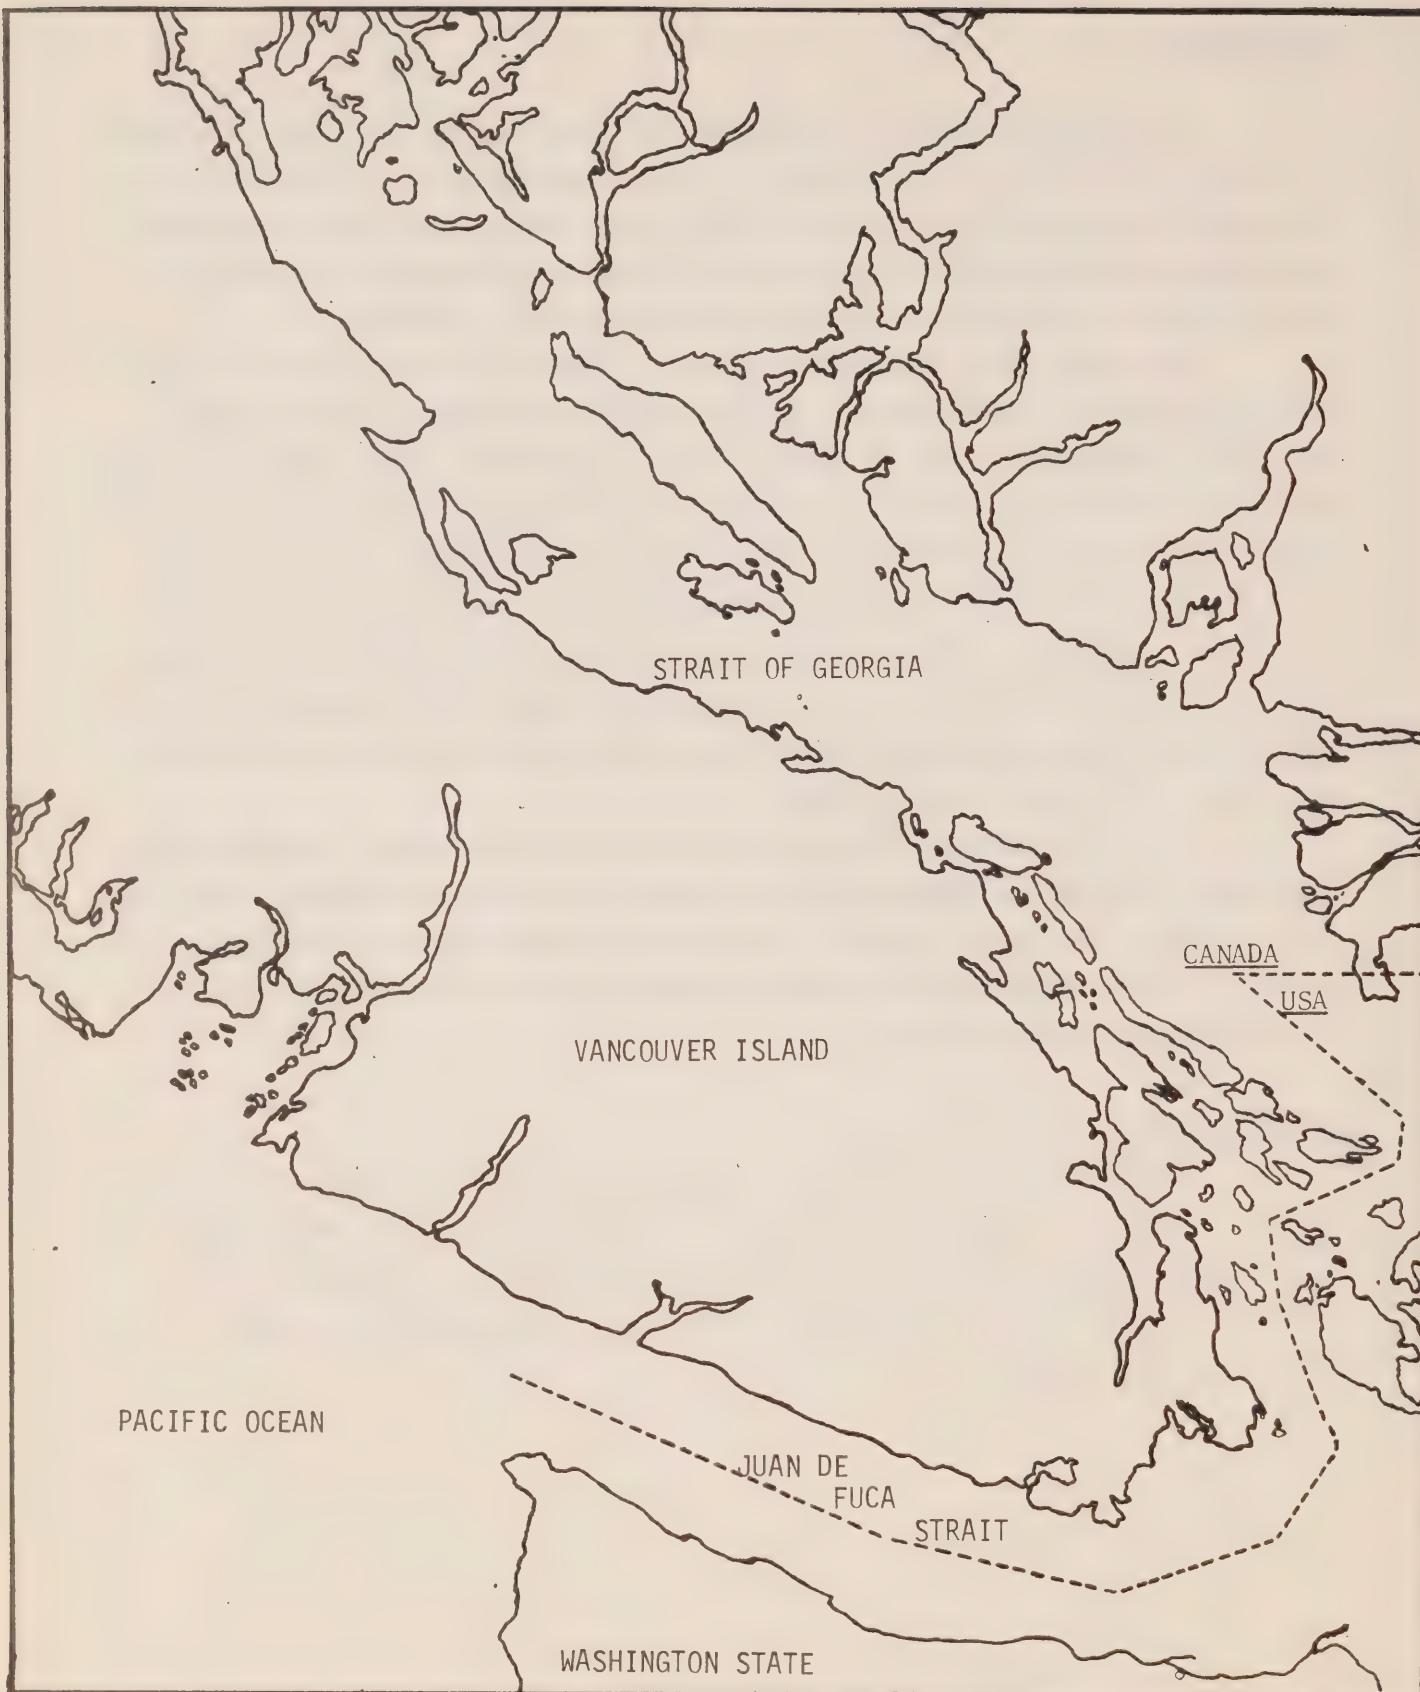 STRAIT OF GEORGIA
CANADA
USA
VANCOUVER ISLAND
PACIFIC OCEAN
JUAN DE
FUCA
STRAIT
WASHINGTON STATE